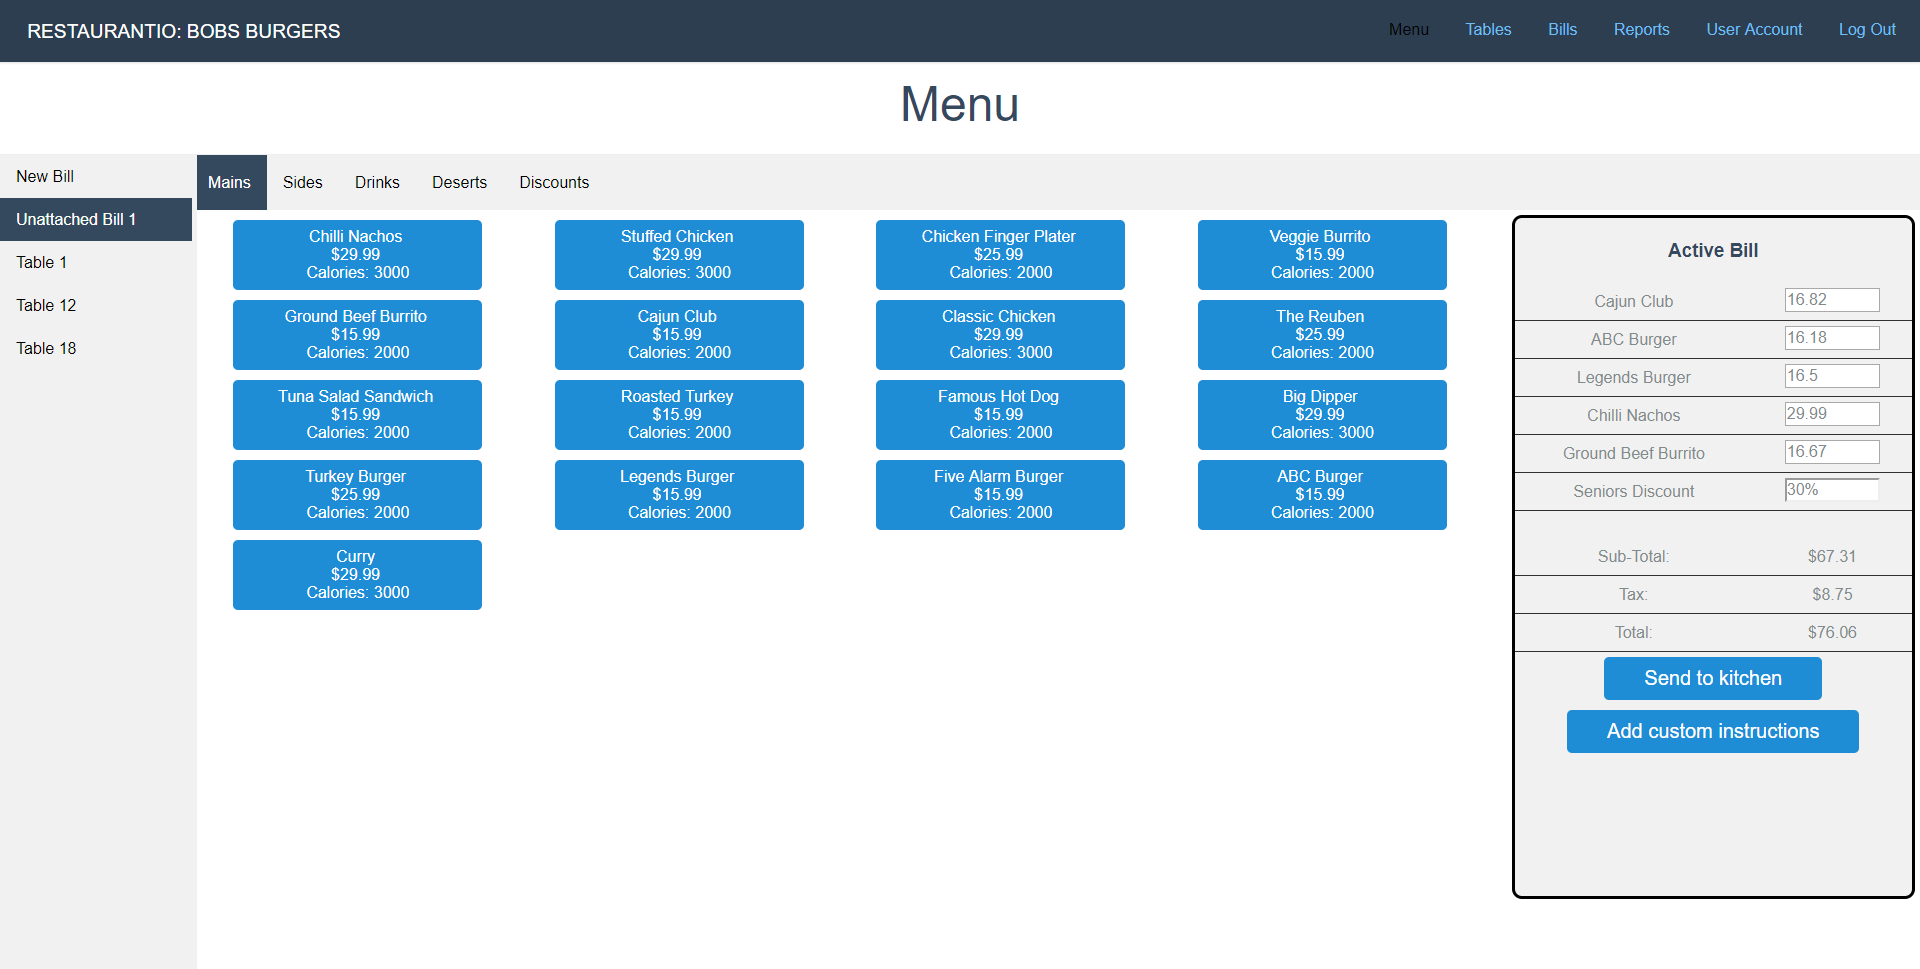 RESTAURANTIO: BOBS BURGERS
Menu Tables Bills Reports User Account Log Out
Menu
New Bill
Unattached Bill 1
Table 1
Table 12
Table 18
Mains Sides Drinks Deserts Discounts
Chilli Nachos
$29.99
Calories: 3000
Stuffed Chicken
$29.99
Calories: 3000
Chicken Finger Plater
$25.99
Calories: 2000
Veggie Burrito
$15.99
Calories: 2000
Ground Beef Burrito
$15.99
Calories: 2000
Cajun Club
$15.99
Calories: 2000
Classic Chicken
$29.99
Calories: 3000
The Reuben
$25.99
Calories: 2000
Tuna Salad Sandwich
$15.99
Calories: 2000
Roasted Turkey
$15.99
Calories: 2000
Famous Hot Dog
$15.99
Calories: 2000
Big Dipper
$29.99
Calories: 3000
Turkey Burger
$25.99
Calories: 2000
Legends Burger
$15.99
Calories: 2000
Five Alarm Burger
$15.99
Calories: 2000
ABC Burger
$15.99
Calories: 2000
Curry
$29.99
Calories: 3000
Active Bill
Cajun Club 16.82
ABC Burger 16.18
Legends Burger 16.5
Chilli Nachos 29.99
Ground Beef Burrito 16.67
Seniors Discount 30%
Sub-Total: $67.31
Tax: $8.75
Total: $76.06
Send to kitchen
Add custom instructions